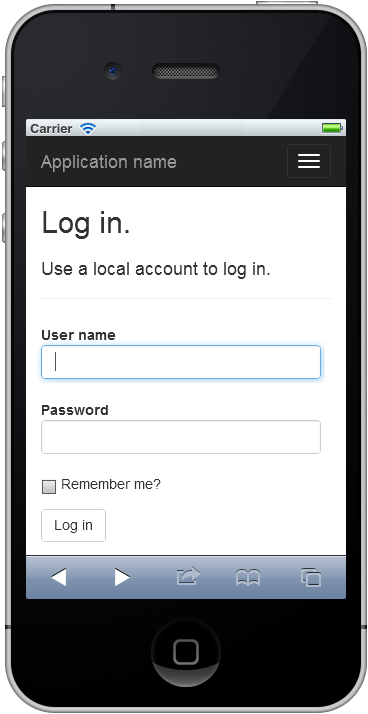 Carrier
Application name
Log in.
Use a local account to log in.
User name
Password
Remember me?
Log in